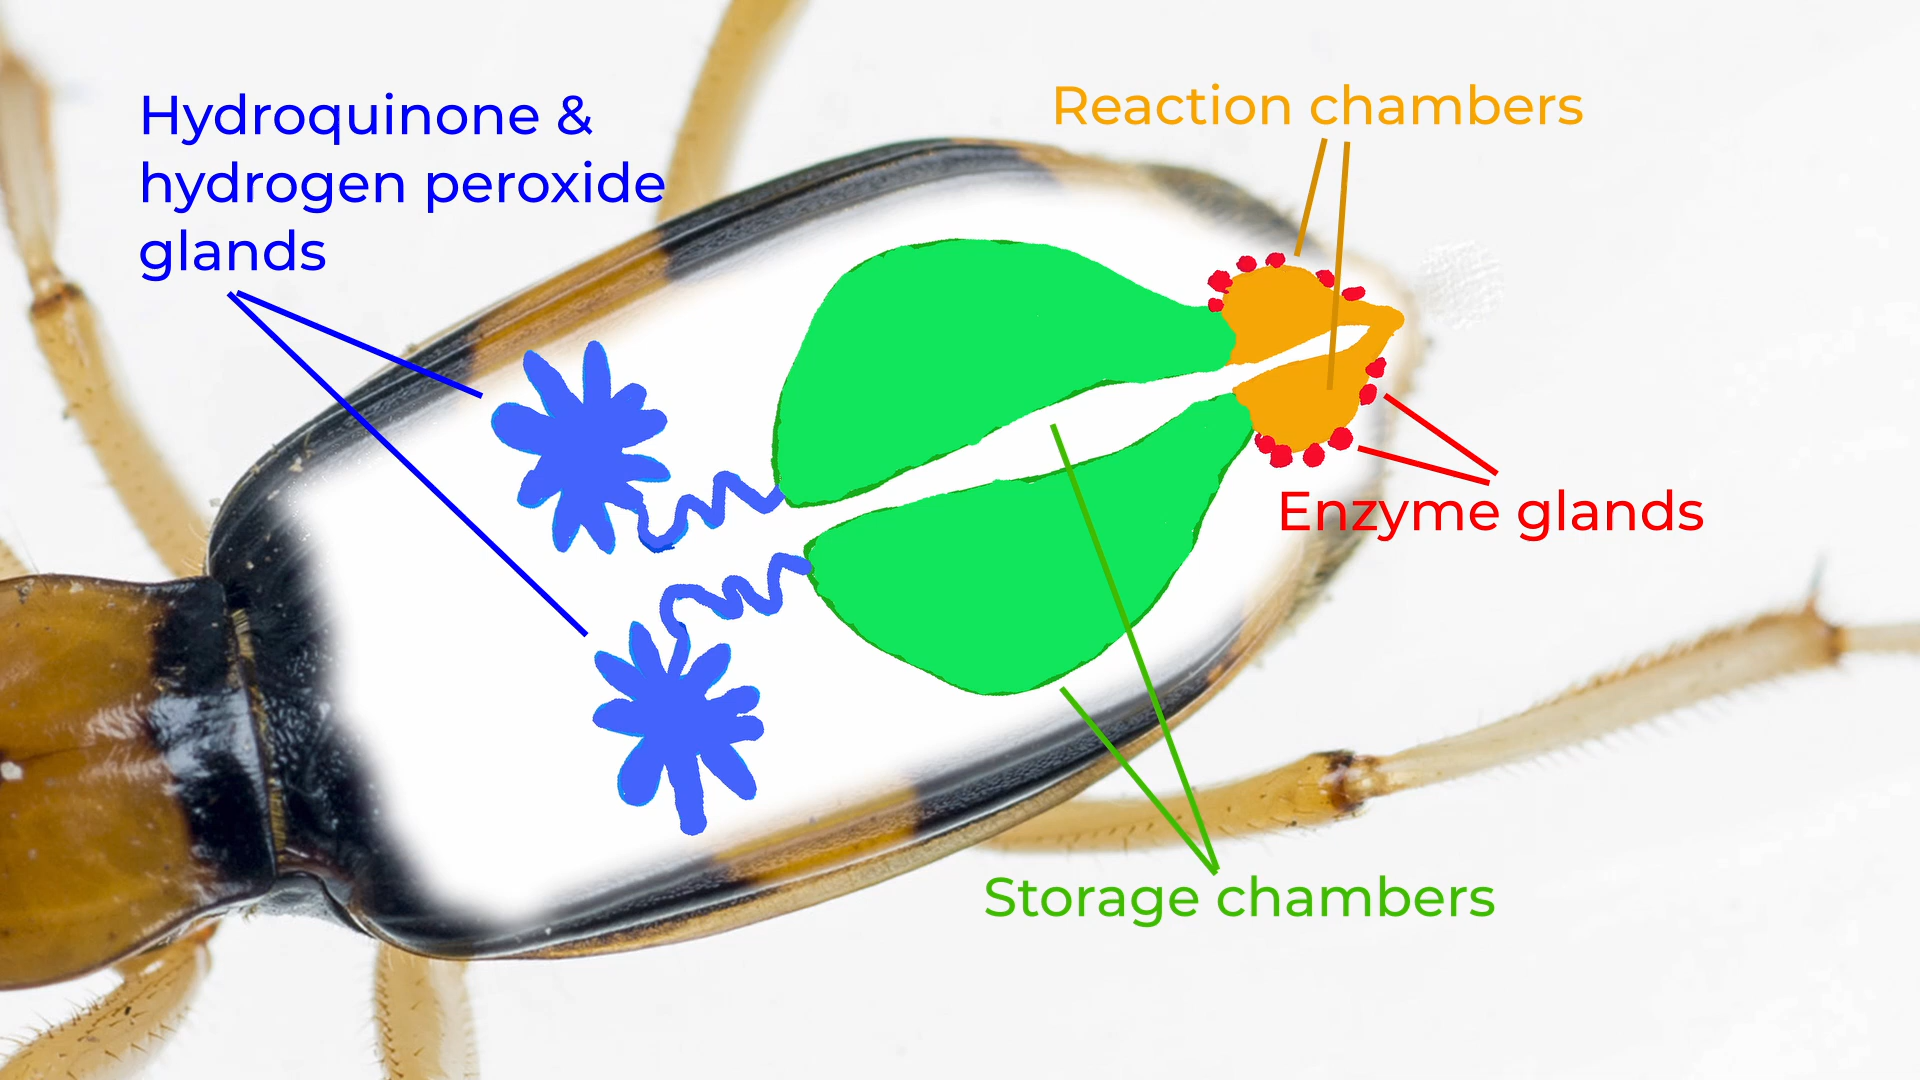 Hydroquinone &
hydrogen peroxide
glands
Reaction chambers
Enzyme glands
Storage chambers